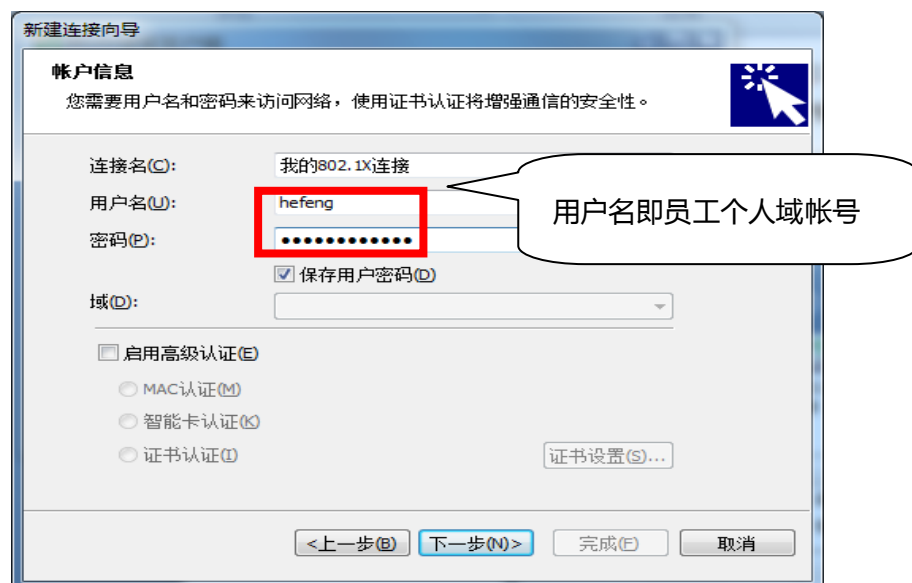 新建连接向导
帐户信息
您需要用户名和密码来访问网络，使用证书认证将增强通信的安全性。
连接名(C):
我的802.1X连接
用户名(U):
hefeng
用户名即员工个人域帐号
密码(P):
●●●●●●●●●●●●
保存用户密码(D)
域(D):
启用高级认证(E)
MAC认证(M)
智能卡认证(K)
证书认证(I)
证书设置(S)...
<上一步(B)
下一步(N)>
完成(F)
取消